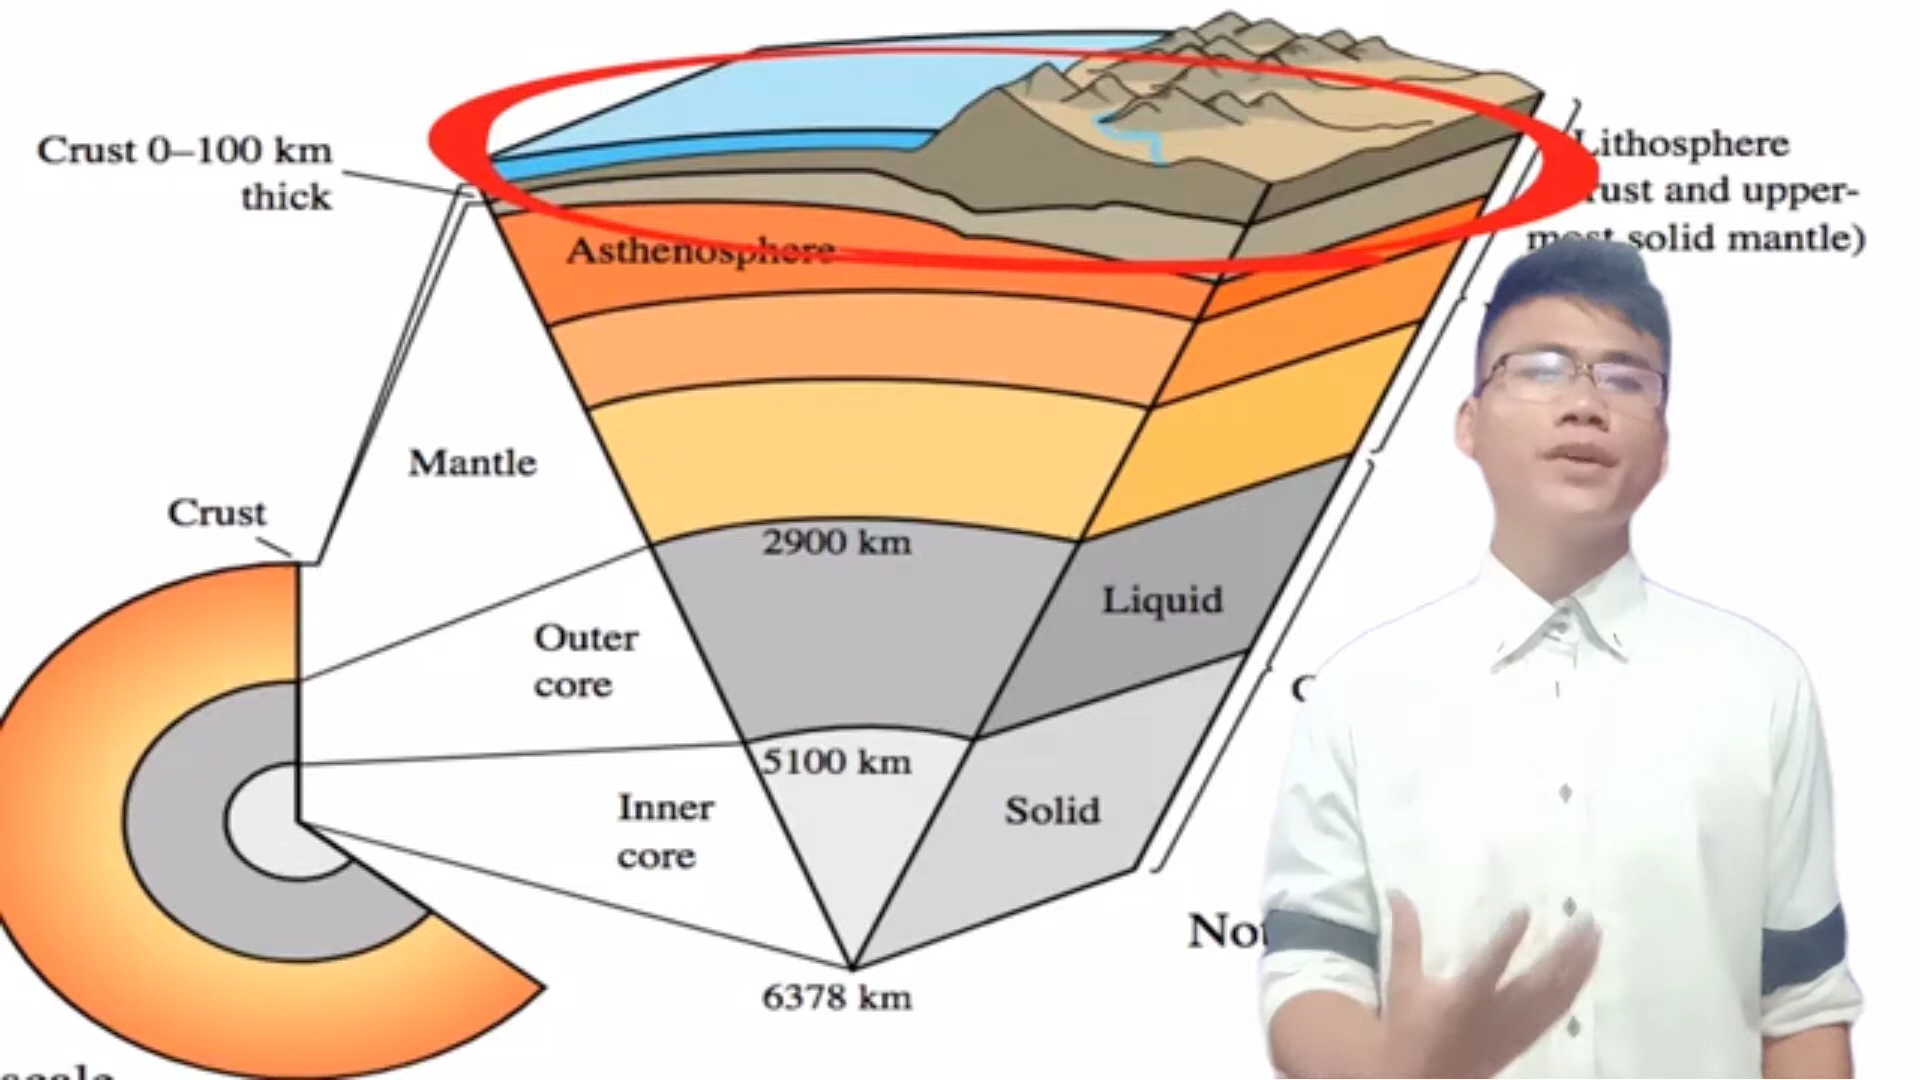 Crust 0–100 km
thick
Lithosphere
rust and upper-
most solid mantle)
Asthenosphere
Mantle
Crust
2900 km
Liquid
Outer
core
5100 km
Inner
core
Solid
6378 km